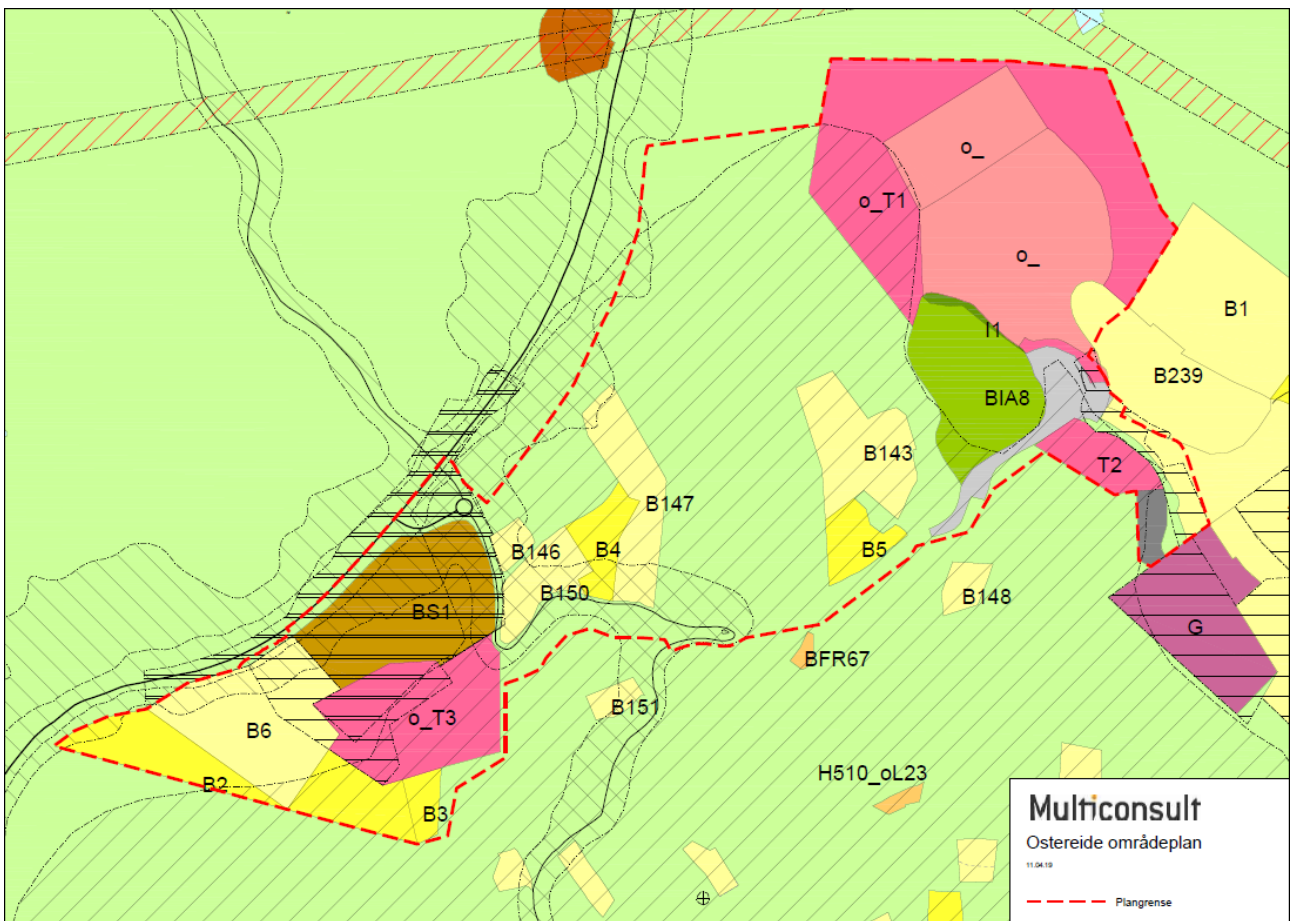 o_
o_T1
o_
B1
I1
B239
BIA8
B143
T2
B147
B146
B4
B5
B150
B148
BS1
G
BFR67
B151
o_T3
B6
H510_oL23
B2
B3
Multiconsult
Ostereide områdeplan
11.04.19
Plangrense